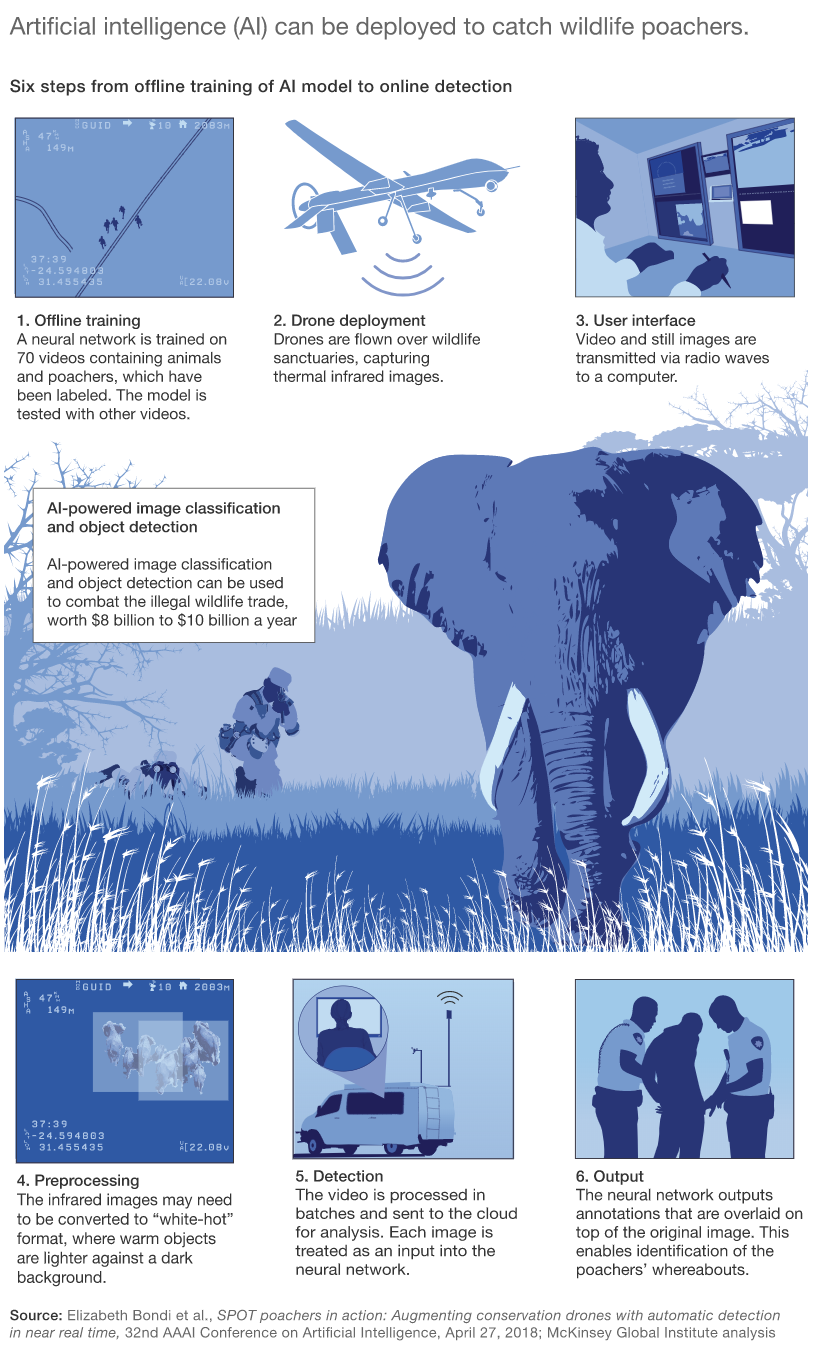 Artificial intelligence (AI) can be deployed to catch wildlife poachers.
Six steps from offline training of AI model to online detection
GUID 10 2083M
47
149M
37:39
-24.594803
31.455435
[22.08V
1. Offline training
A neural network is trained on
70 videos containing animals
and poachers, which have
been labeled. The model is
tested with other videos.
2. Drone deployment
Drones are flown over wildlife
sanctuaries, capturing
thermal infrared images.
3. User interface
Video and still images are
transmitted via radio waves
to a computer.
AI-powered image classification
and object detection
AI-powered image classification
and object detection can be used
to combat the illegal wildlife trade,
worth $8 billion to $10 billion a year
GUID 10 2083M
47
149M
37:39
-24.594803
31.455435
[22.08V
4. Preprocessing
The infrared images may need
to be converted to “white-hot”
format, where warm objects
are lighter against a dark
background.
5. Detection
The video is processed in
batches and sent to the cloud
for analysis. Each image is
treated as an input into the
neural network.
6. Output
The neural network outputs
annotations that are overlaid on
top of the original image. This
enables identification of the
poachers’ whereabouts.
Source: Elizabeth Bondi et al., SPOT poachers in action: Augmenting conservation drones with automatic detection
in near real time, 32nd AAAI Conference on Artificial Intelligence, April 27, 2018; McKinsey Global Institute analysis